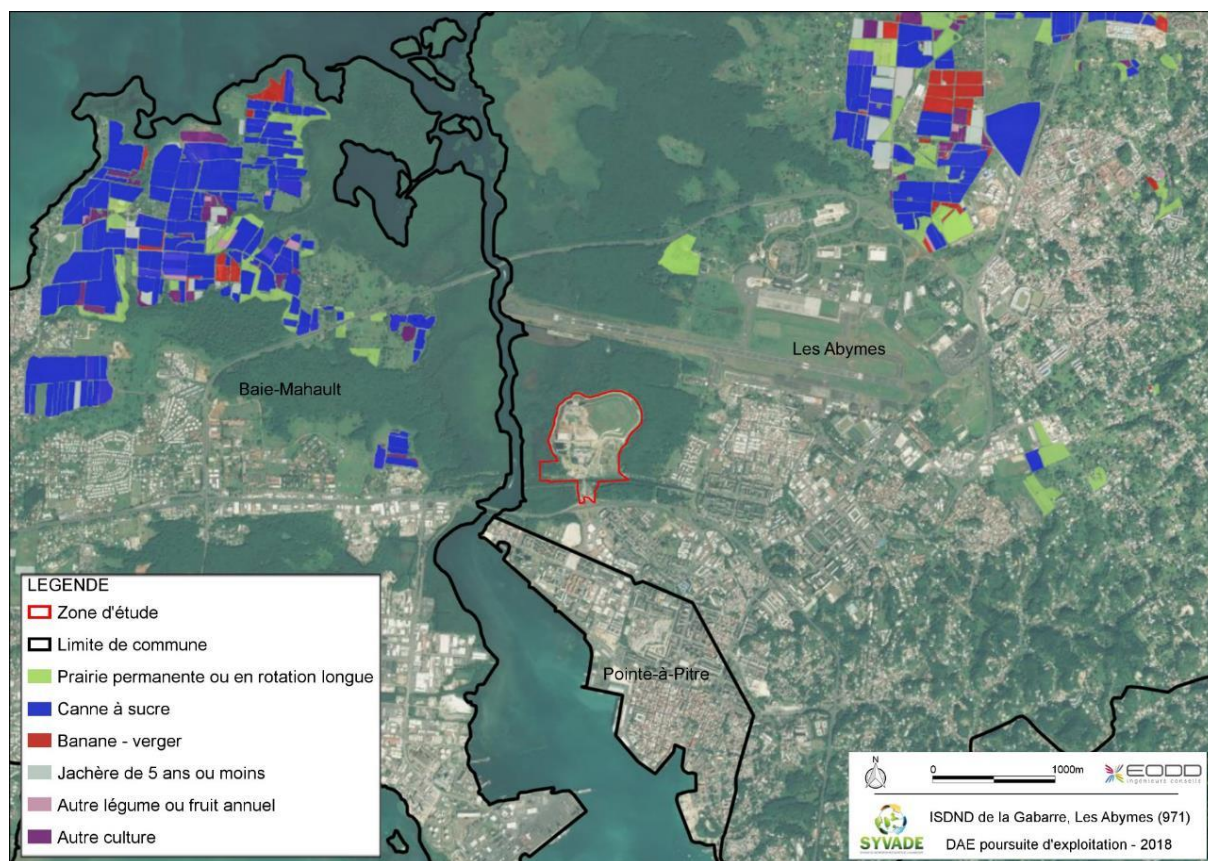 Les Abymes
Baie-Mahault
Pointe-à-Pitre
LEGENDE
Zone d'étude
Limite de commune
Prairie permanente ou en rotation longue
Canne à sucre
Banane - verger
Jachère de 5 ans ou moins
Autre légume ou fruit annuel
Autre culture
N
0 1000m
EODD
ingénieurs conseils
SYVADE
ISDND de la Gabarre, Les Abymes (971)
DAE poursuite d'exploitation - 2018